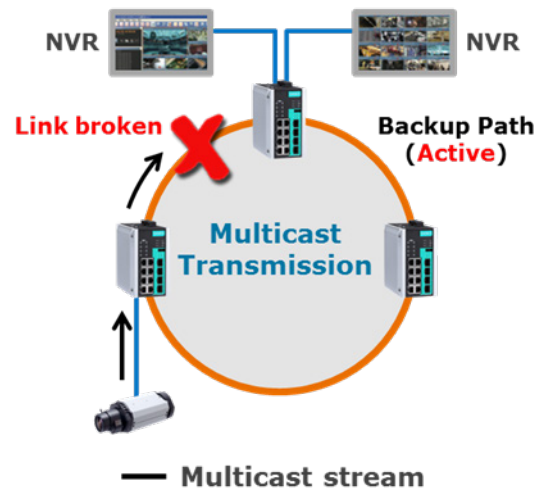 NVR
NVR
Link broken
Backup Path
(Active)
Multicast
Transmission
Multicast stream